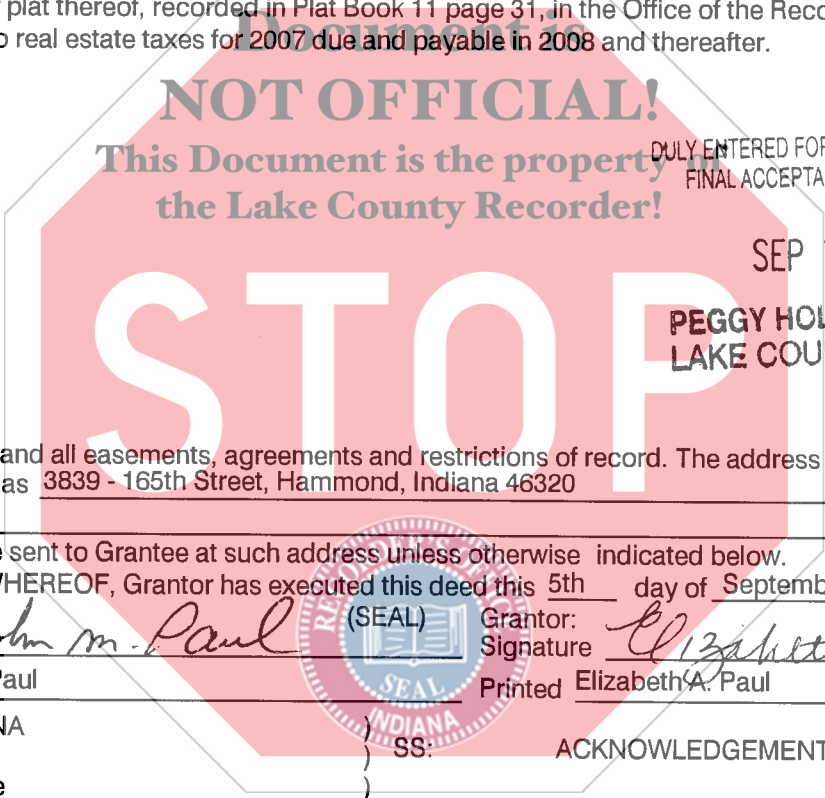 plat thereof, recorded in Plat Book 11 page 31, in the Office of the Reco
o real estate taxes for 2007 due and payable in 2008 and thereafter.
Document is
NOT OFFICIAL!
This Document is the property of
the Lake County Recorder!
DULY ENTERED FOR
FINAL ACCEPTA
SEP
PEGGY HOL
LAKE COU
STOP
and all easements, agreements and restrictions of record. The address
as 3839 - 165th Street, Hammond, Indiana 46320
e sent to Grantee at such address unless otherwise indicated below.
WHEREOF, Grantor has executed this deed this 5th day of Septemb
hn M. Paul (SEAL) Grantor:
Signature Elizabet
Paul Printed Elizabeth A. Paul
SEAL
INDIANA
NA ) SS: ACKNOWLEDGEMENT
)
e )